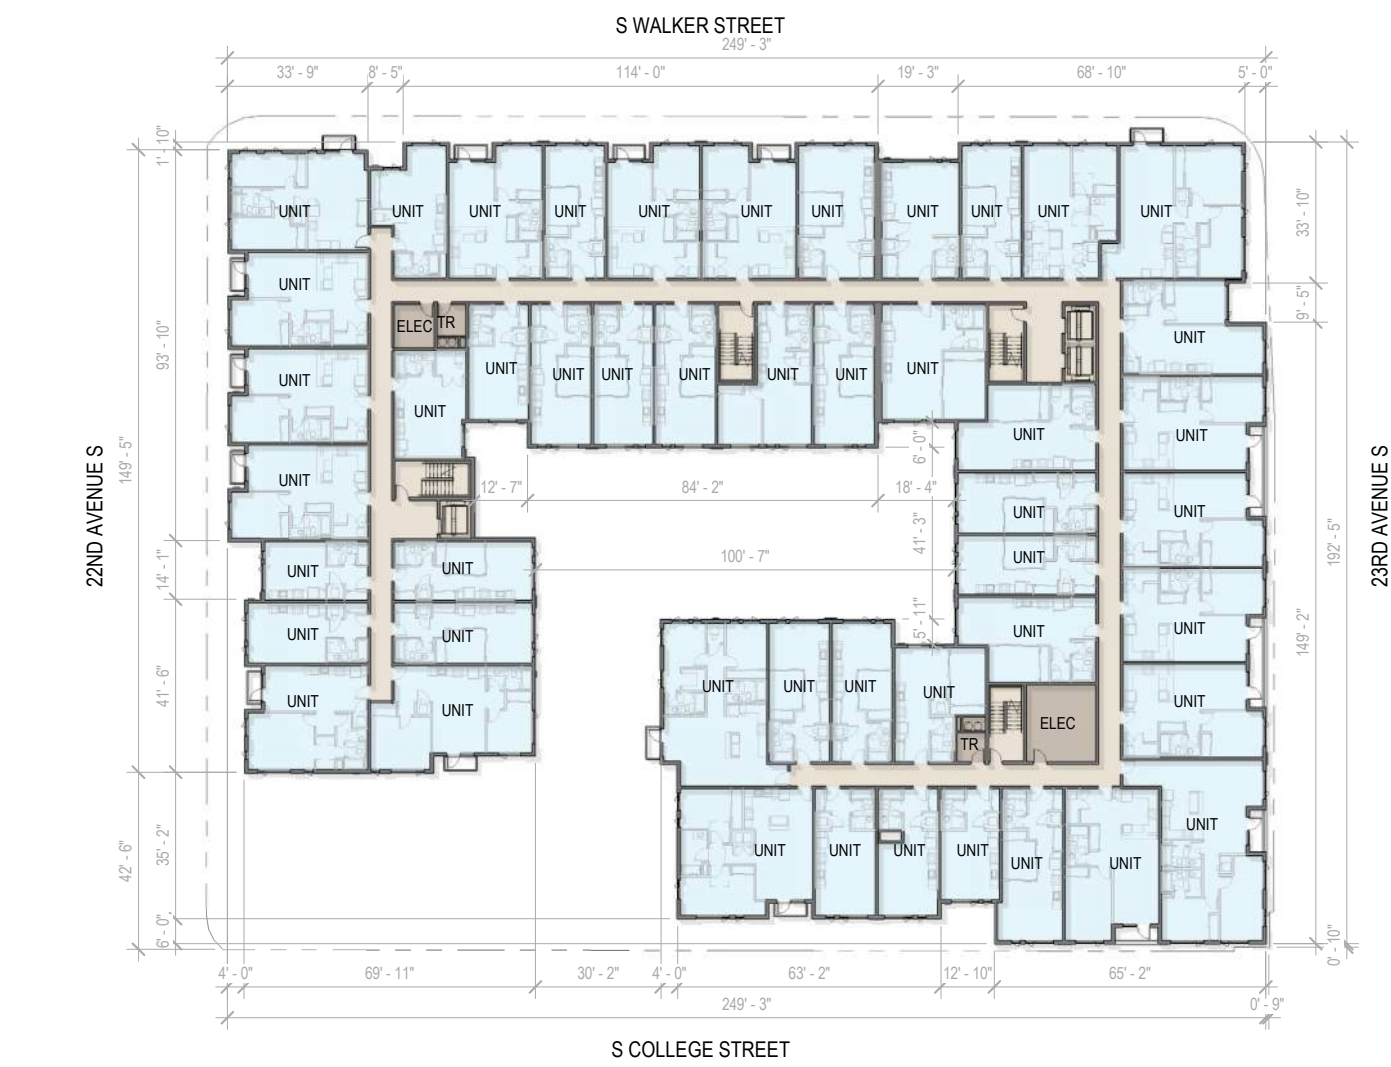 S WALKER STREET
249' - 3"
33' - 9"
8' - 5"
114' - 0"
19' - 3"
68' - 10"
5' - 0"
1' - 10"
93' - 10"
14' - 1"
41' - 6"
35' - 2"
6' - 0"
149' - 5"
42' - 6"
22ND AVENUE S
UNIT
UNIT
UNIT
UNIT
UNIT
UNIT
UNIT
UNIT
UNIT
UNIT
UNIT
UNIT
ELEC
TR
UNIT
UNIT
UNIT
UNIT
UNIT
UNIT
UNIT
UNIT
UNIT
UNIT
UNIT
UNIT
UNIT
UNIT
6' - 0"
12' - 7"
84' - 2"
18' - 4"
UNIT
UNIT
UNIT
41' - 3"
100' - 7"
UNIT
UNIT
UNIT
UNIT
UNIT
5' - 11"
UNIT
UNIT
UNIT
UNIT
UNIT
UNIT
UNIT
UNIT
UNIT
UNIT
TR
ELEC
UNIT
UNIT
UNIT
UNIT
UNIT
UNIT
UNIT
UNIT
33' - 10"
9' - 5"
149' - 2"
192' - 5"
0' - 10"
23RD AVENUE S
4' - 0"
69' - 11"
30' - 2"
4' - 0"
63' - 2"
12' - 10"
65' - 2"
249' - 3"
0' - 9"
S COLLEGE STREET